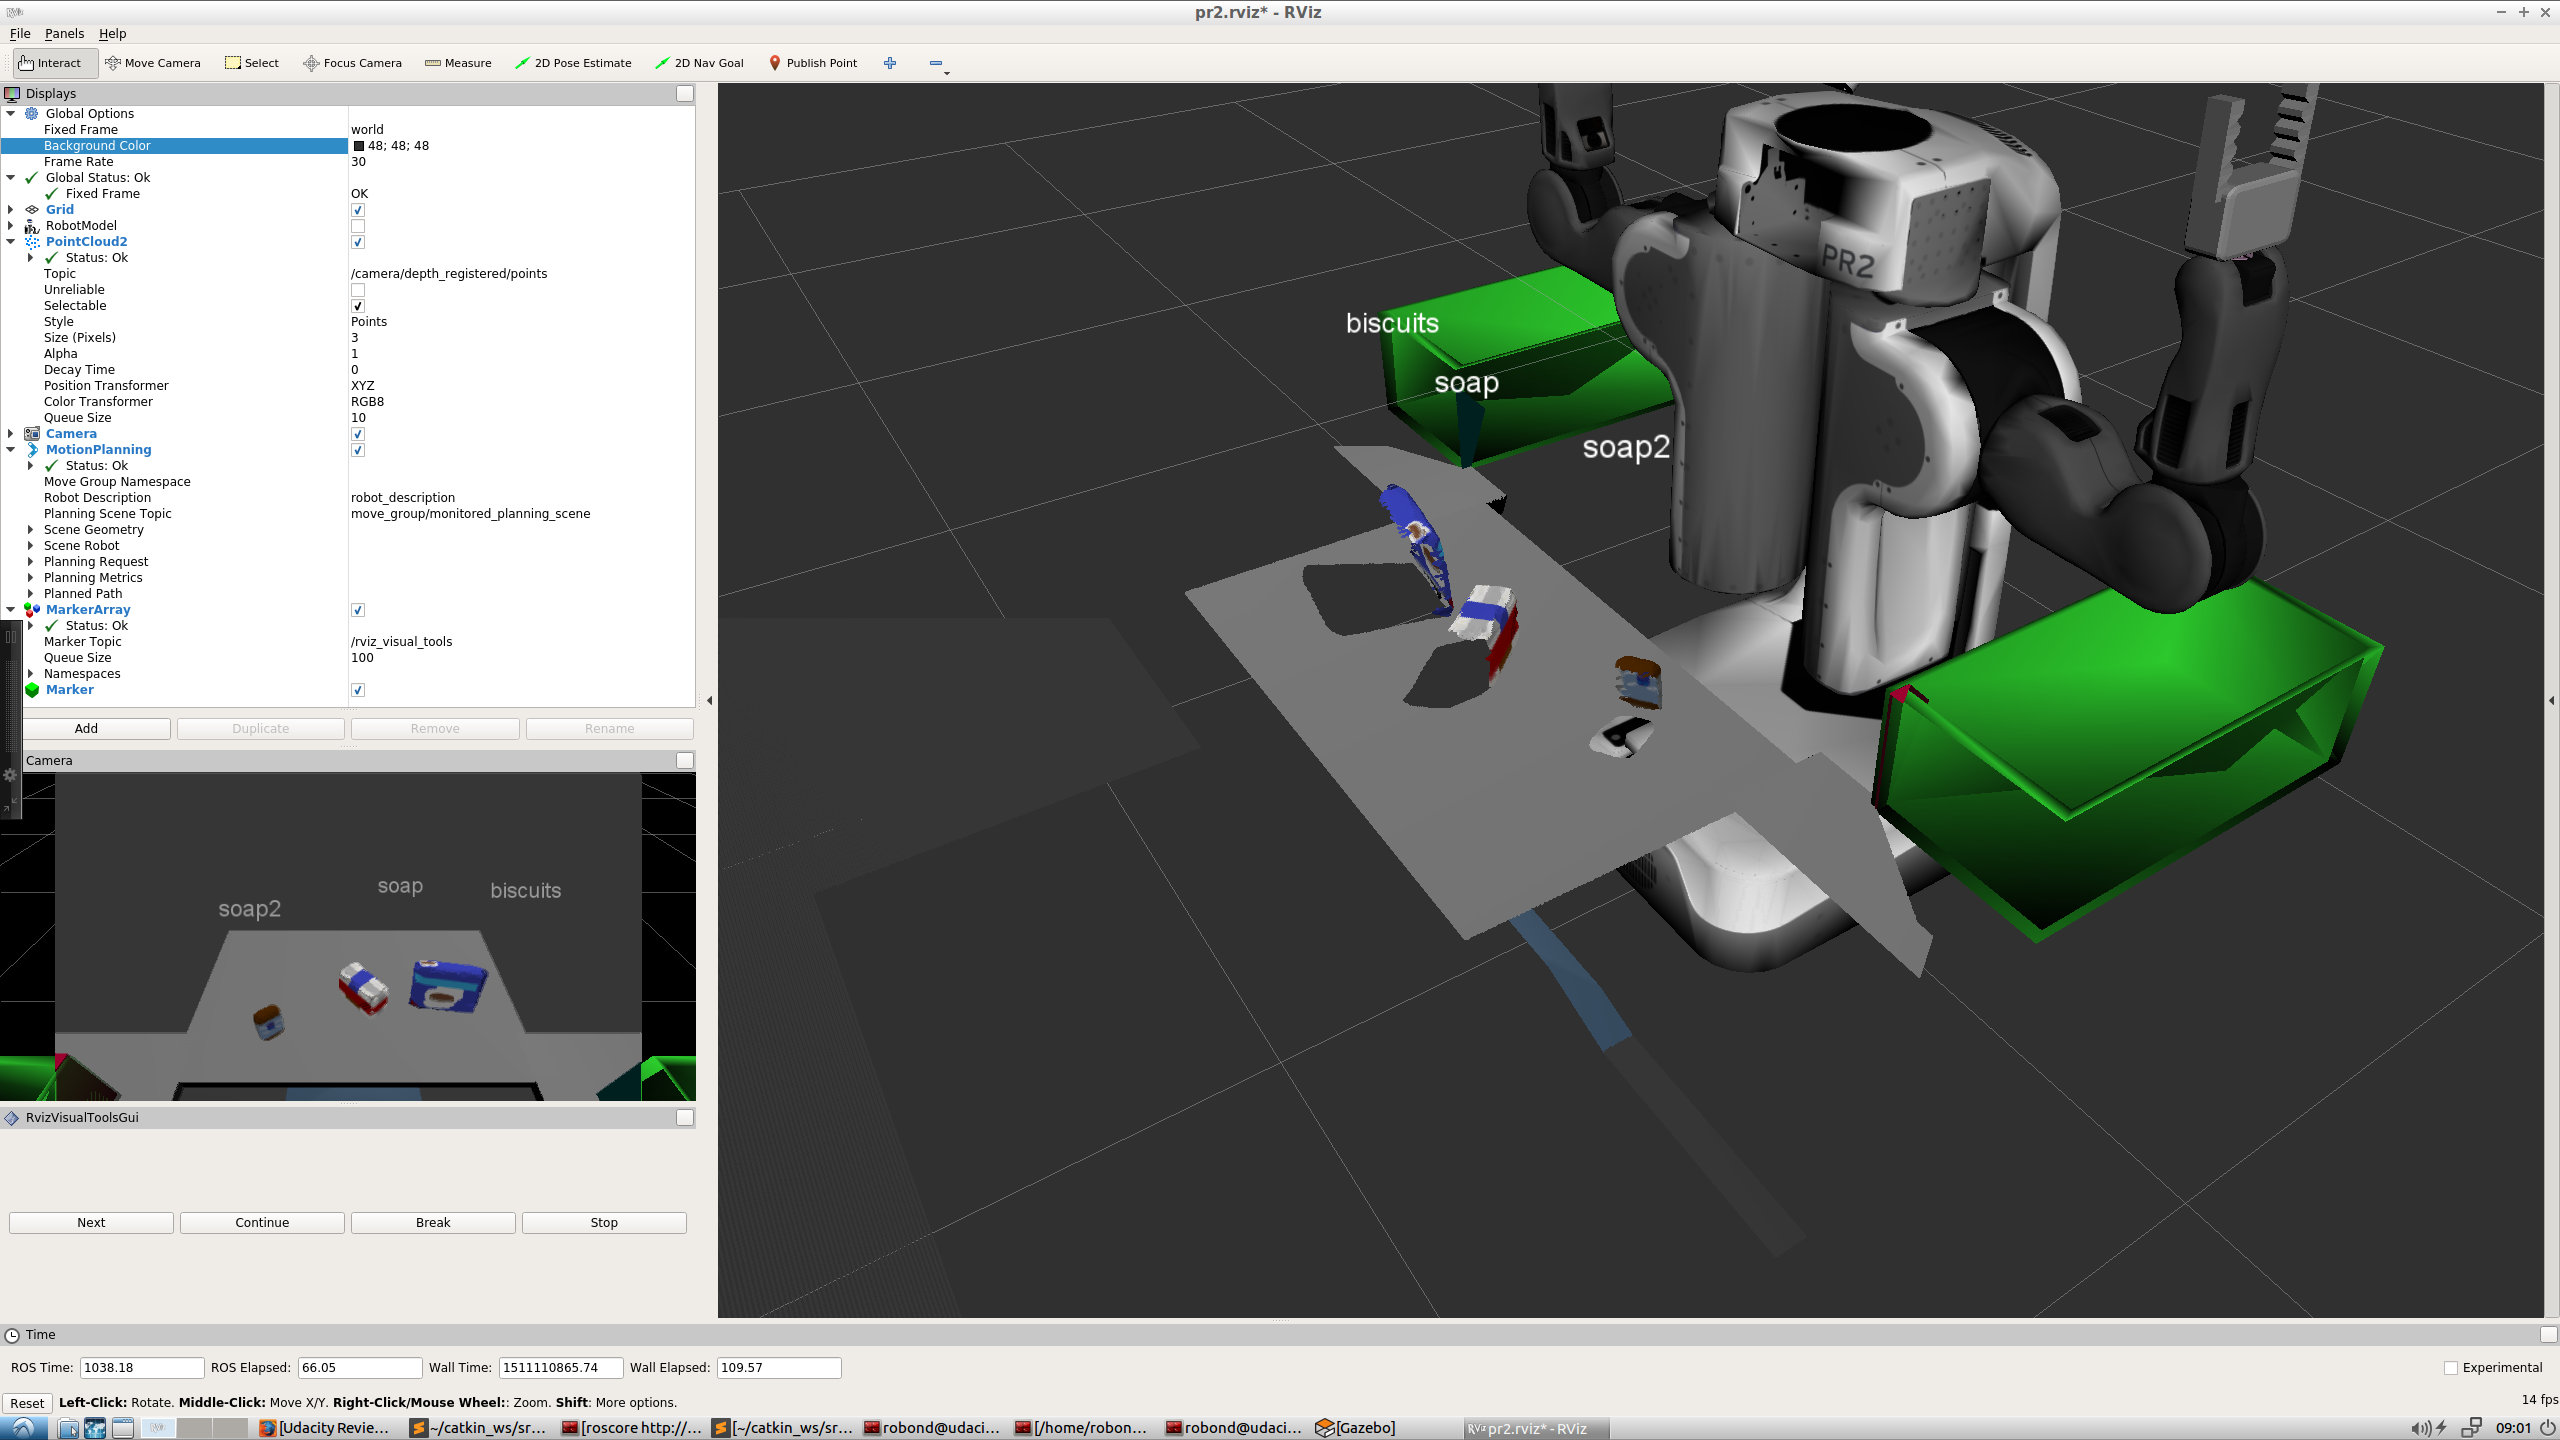 pr2.rviz* - RViz
File Panels Help
Interact Move Camera Select Focus Camera Measure 2D Pose Estimate 2D Nav Goal Publish Point
Displays
Global Options
Fixed Frame world
Background Color 48; 48; 48
Frame Rate 30
Global Status: Ok
Fixed Frame OK
Grid
RobotModel
PointCloud2
Status: Ok
Topic /camera/depth_registered/points
Unreliable
Selectable
Style Points
Size (Pixels) 3
Alpha 1
Decay Time 0
Position Transformer XYZ
Color Transformer RGB8
Queue Size 10
Camera
MotionPlanning
Status: Ok
Move Group Namespace
Robot Description robot_description
Planning Scene Topic move_group/monitored_planning_scene
Scene Geometry
Scene Robot
Planning Request
Planning Metrics
Planned Path
MarkerArray
Status: Ok
Marker Topic /rviz_visual_tools
Queue Size 100
Namespaces
Marker
Add Duplicate Remove Rename
Camera
soap biscuits
soap2
RvizVisualToolsGui
Next Continue Break Stop
PR2
biscuits
soap
soap2
Time
ROS Time: 1038.18 ROS Elapsed: 66.05 Wall Time: 1511110865.74 Wall Elapsed: 109.57 Experimental
Reset Left-Click: Rotate. Middle-Click: Move X/Y. Right-Click/Mouse Wheel:: Zoom. Shift: More options. 14 fps
[Udacity Revie... ~/catkin_ws/sr... [roscore http://... [~/catkin_ws/sr... robond@udaci... [/home/robon... robond@udaci... [Gazebo] pr2.rviz* - RViz 09:01